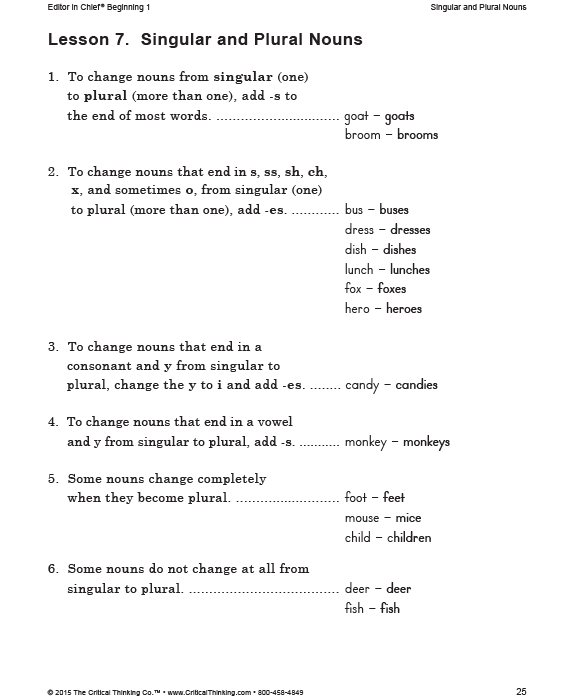 Editor in Chief® Beginning 1 Singular and Plural Nouns
Lesson 7. Singular and Plural Nouns
1. To change nouns from singular (one)
to plural (more than one), add -s to
the end of most words. .............................. goat – goats
broom – brooms
2. To change nouns that end in s, ss, sh, ch,
x, and sometimes o, from singular (one)
to plural (more than one), add -es. ............ bus – buses
dress – dresses
dish – dishes
lunch – lunches
fox – foxes
hero – heroes
3. To change nouns that end in a
consonant and y from singular to
plural, change the y to i and add -es. ........ candy – candies
4. To change nouns that end in a vowel
and y from singular to plural, add -s. .......... monkey – monkeys
5. Some nouns change completely
when they become plural. ......................... foot – feet
mouse – mice
child – children
6. Some nouns do not change at all from
singular to plural. ..................................... deer – deer
fish – fish
© 2015 The Critical Thinking Co.™ • www.CriticalThinking.com • 800-458-4849 25